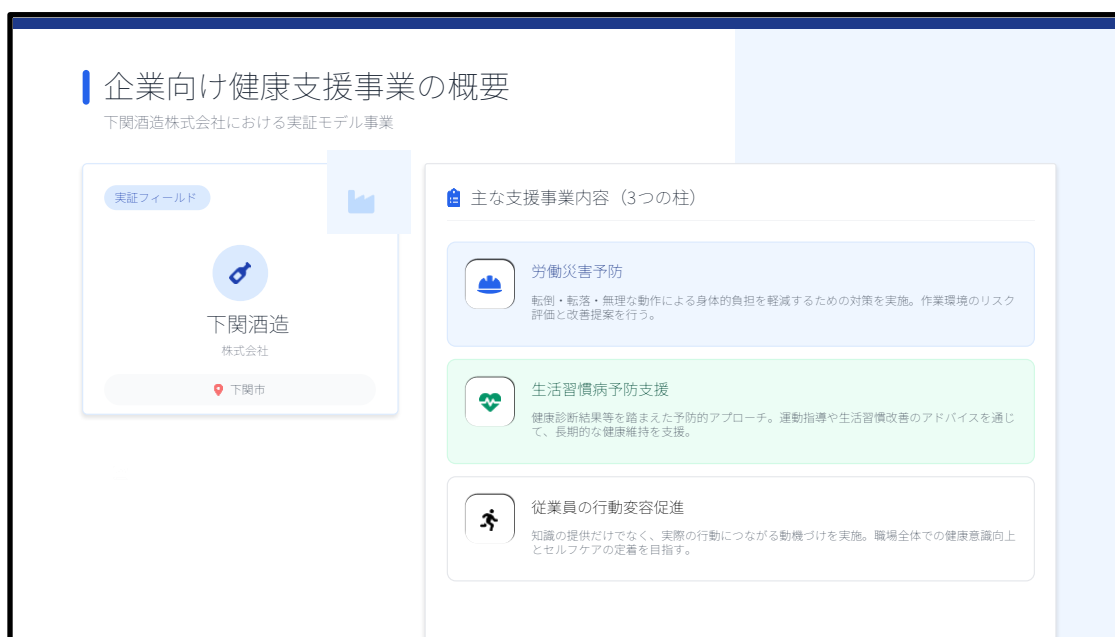 企業向け健康支援事業の概要
下関酒造株式会社における実証モデル事業
実証フィールド
下関酒造
株式会社
下関市
主な支援事業内容（3つの柱）
労働災害予防
転倒・転落・無理な動作による身体的負担を軽減するための対策を実施。作業環境のリスク
評価と改善提案を行う。
生活習慣病予防支援
健康診断結果等を踏まえた予防的アプローチ。運動指導や生活習慣改善のアドバイスを通じ
て、長期的な健康維持を支援。
従業員の行動変容促進
知識の提供だけでなく、実際の行動につながる動機づけを実施。職場全体での健康意識向上
とセルフケアの定着を目指す。